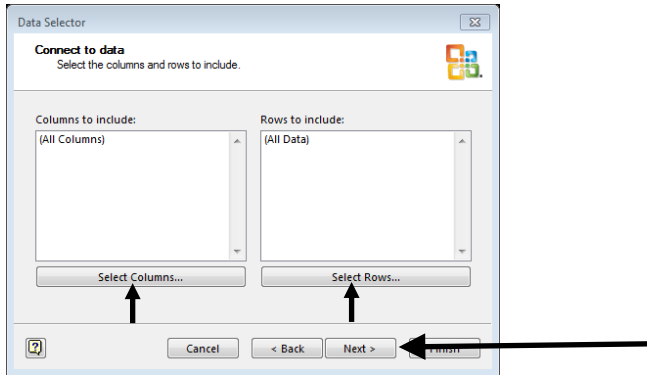 Data Selector
Connect to data
Select the columns and rows to include.
Columns to include:
Rows to include:
(All Columns)
(All Data)
Select Columns...
Select Rows...
Cancel
< Back
Next >
Finish